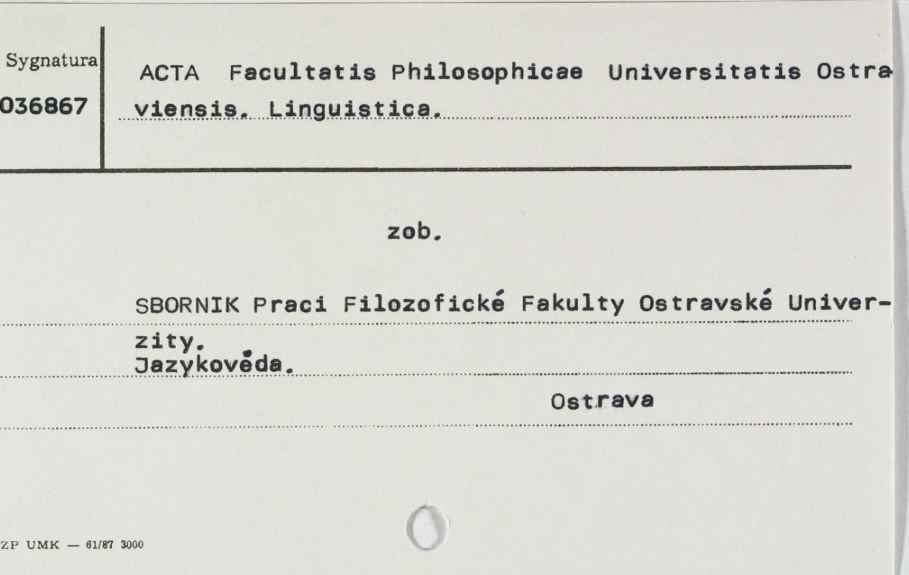 Sygnatura
ACTA Facultatis Philosophicae Universitatis Ostra
036867
viensis. Linguistica.
zob.
SBORNIK Praci Filozofické Fakulty Ostravské Univer-
zity.
Jazykověda.
Ostrava
ZP UMK — 61/87 3000